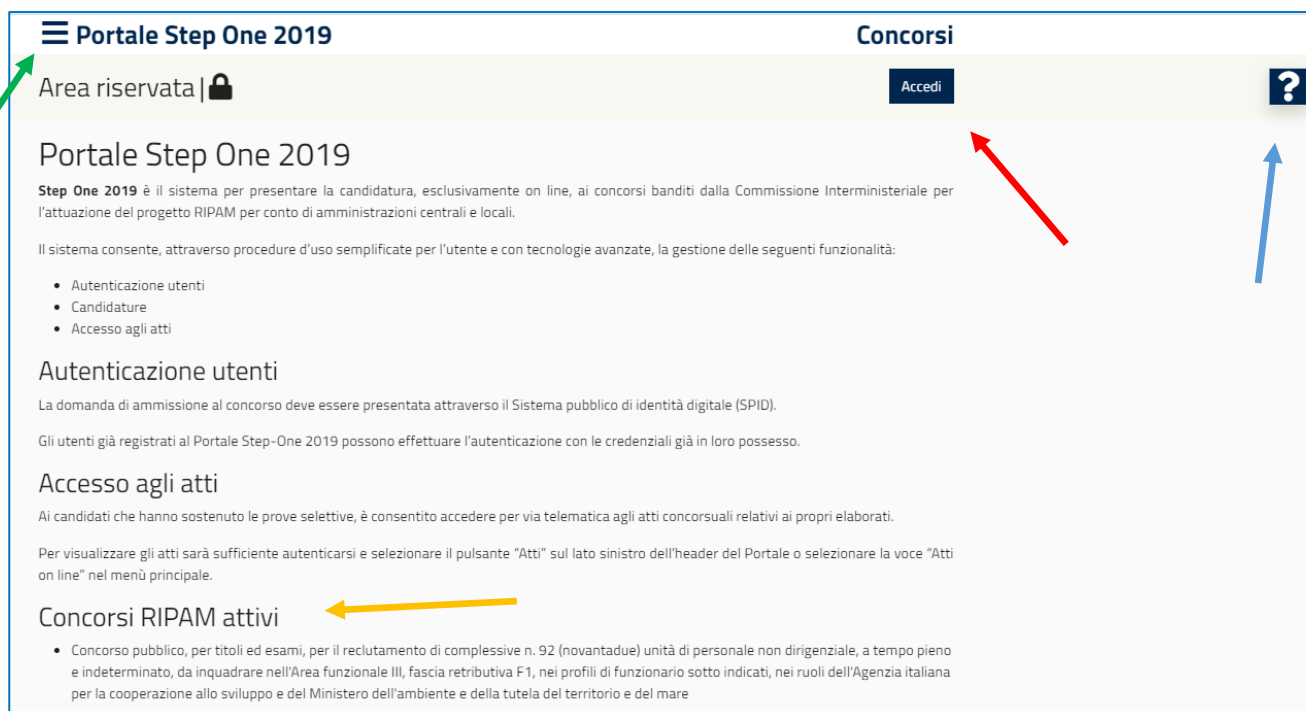 Portale Step One 2019 Concorsi
Area riservata | Accedi ?
Portale Step One 2019
Step One 2019 è il sistema per presentare la candidatura, esclusivamente on line, ai concorsi banditi dalla Commissione Interministeriale per
l'attuazione del progetto RIPAM per conto di amministrazioni centrali e locali.
Il sistema consente, attraverso procedure d'uso semplificate per l'utente e con tecnologie avanzate, la gestione delle seguenti funzionalità:
• Autenticazione utenti
• Candidature
• Accesso agli atti
Autenticazione utenti
La domanda di ammissione al concorso deve essere presentata attraverso il Sistema pubblico di identità digitale (SPID).
Gli utenti già registrati al Portale Step-One 2019 possono effettuare l'autenticazione con le credenziali già in loro possesso.
Accesso agli atti
Ai candidati che hanno sostenuto le prove selettive, è consentito accedere per via telematica agli atti concorsuali relativi ai propri elaborati.
Per visualizzare gli atti sarà sufficiente autenticarsi e selezionare il pulsante "Atti" sul lato sinistro dell'header del Portale o selezionare la voce "Atti
on line" nel menù principale.
Concorsi RIPAM attivi
• Concorso pubblico, per titoli ed esami, per il reclutamento di complessive n. 92 (novantadue) unità di personale non dirigenziale, a tempo pieno
e indeterminato, da inquadrare nell'Area funzionale III, fascia retributiva F1, nei profili di funzionario sotto indicati, nei ruoli dell'Agenzia italiana
per la cooperazione allo sviluppo e del Ministero dell'ambiente e della tutela del territorio e del mare